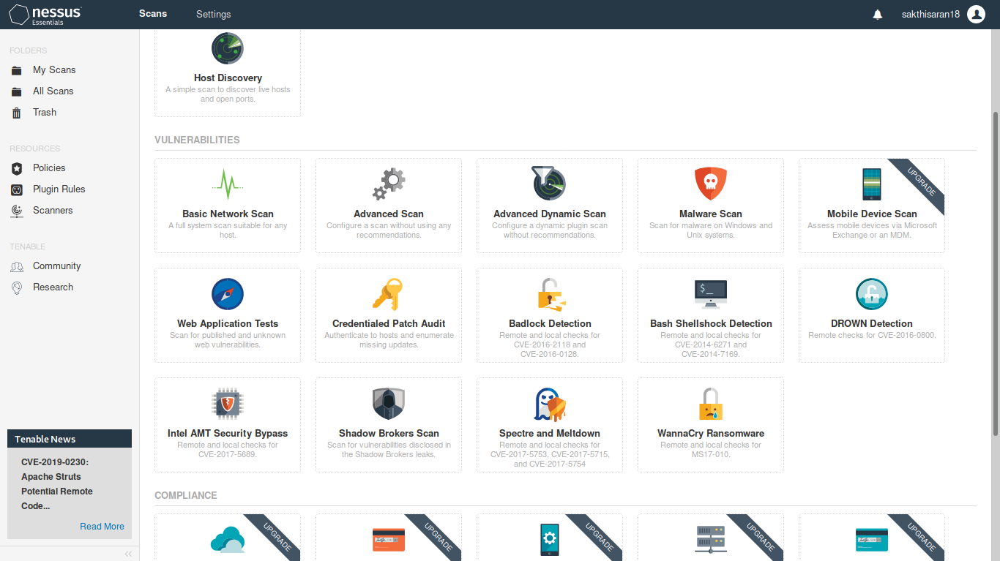 nessus
Essentials
Scans
Settings
sakthisaran18
FOLDERS
My Scans
All Scans
Trash
RESOURCES
Policies
Plugin Rules
Scanners
TENABLE
Community
Research
Tenable News
CVE-2019-0230:
Apache Struts
Potential Remote
Code...
Read More
Host Discovery
A simple scan to discover live hosts
and open ports.
VULNERABILITIES
Basic Network Scan
A full system scan suitable for any
host.
Advanced Scan
Configure a scan without using any
recommendations.
Advanced Dynamic Scan
Configure a dynamic plugin scan
without recommendations.
Malware Scan
Scan for malware on Windows and
Unix systems.
UPGRADE
Mobile Device Scan
Assess mobile devices via Microsoft
Exchange or an MDM.
Web Application Tests
Scan for published and unknown
web vulnerabilities.
Credentialed Patch Audit
Authenticate to hosts and enumerate
missing updates.
Badlock Detection
Remote and local checks for
CVE-2016-2118 and
CVE-2016-0128.
$_
Bash Shellshock Detection
Remote and local checks for
CVE-2014-6271 and
CVE-2014-7169.
DROWN Detection
Remote checks for CVE-2016-0800.
Intel AMT Security Bypass
Remote and local checks for
CVE-2017-5689.
Shadow Brokers Scan
Scan for vulnerabilities disclosed in
the Shadow Brokers leaks.
Spectre and Meltdown
Remote and local checks for
CVE-2017-5753, CVE-2017-5715,
and CVE-2017-5754
WannaCry Ransomware
Remote and local checks for
MS17-010.
COMPLIANCE
UPGRADE
UPGRADE
UPGRADE
UPGRADE
UPGRADE